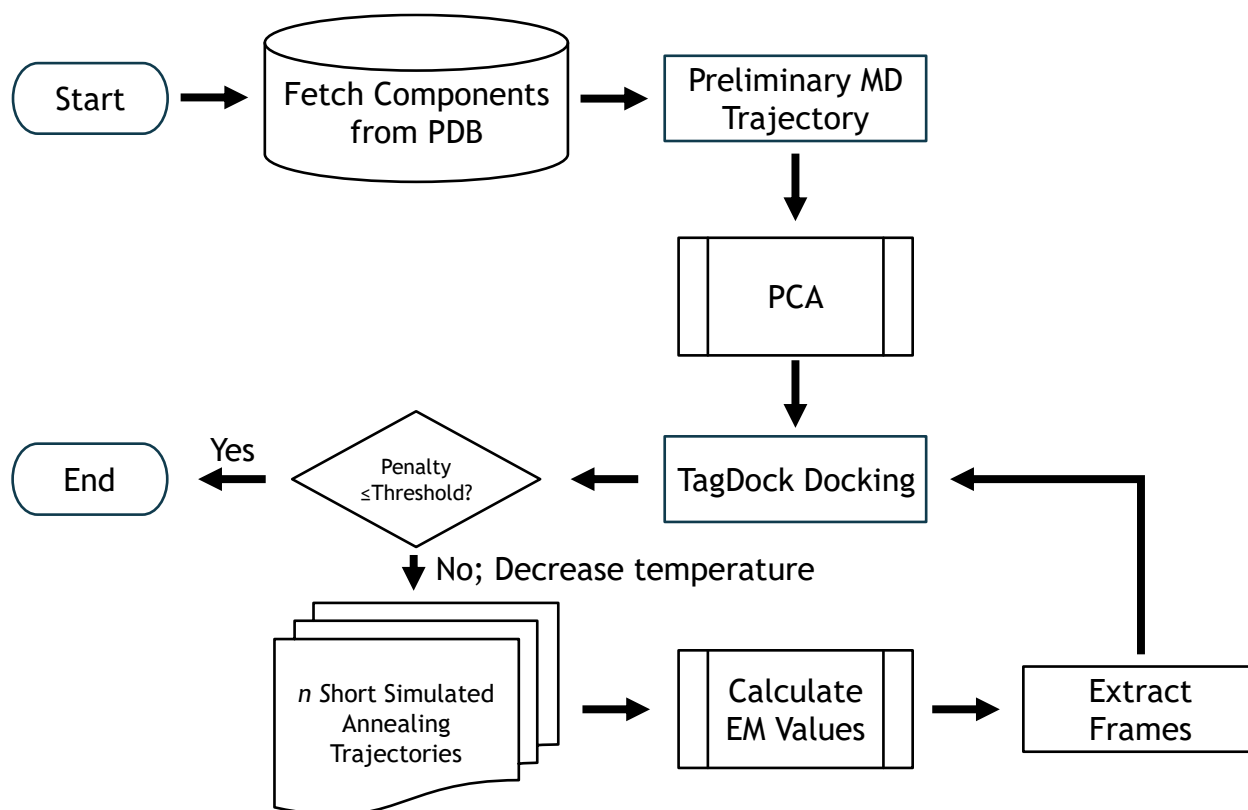 Start
Fetch Components
from PDB
Preliminary MD
Trajectory
PCA
TagDock Docking
Penalty
≤Threshold?
Yes
End
No; Decrease temperature
n Short Simulated
Annealing
Trajectories
Calculate
EM Values
Extract
Frames